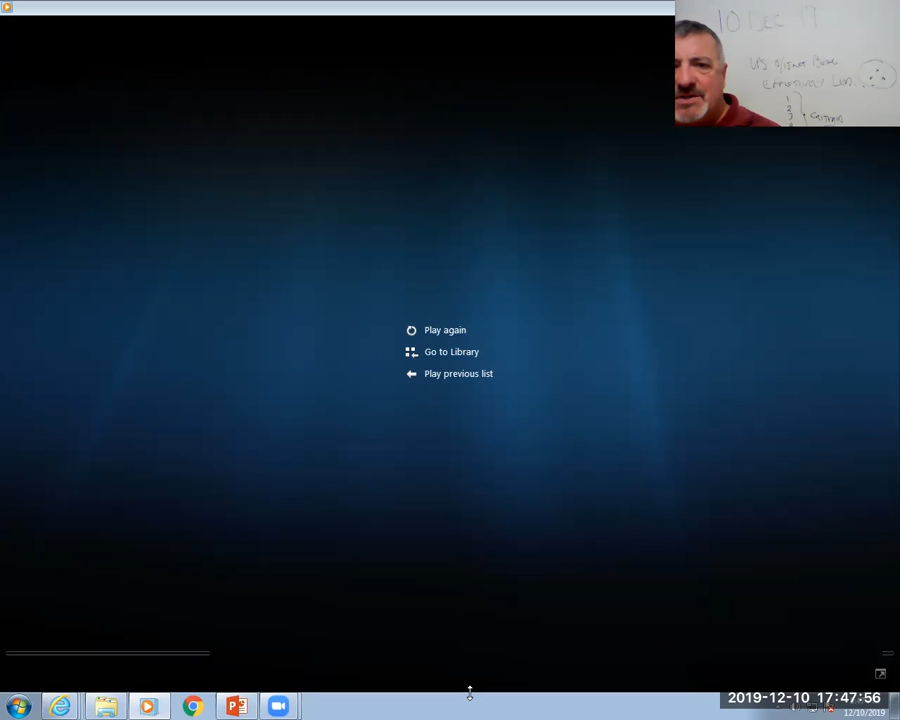 10 DEC 19
Play again
Go to Library
Play previous list
2019-12-10 17:47:56
12/10/2019